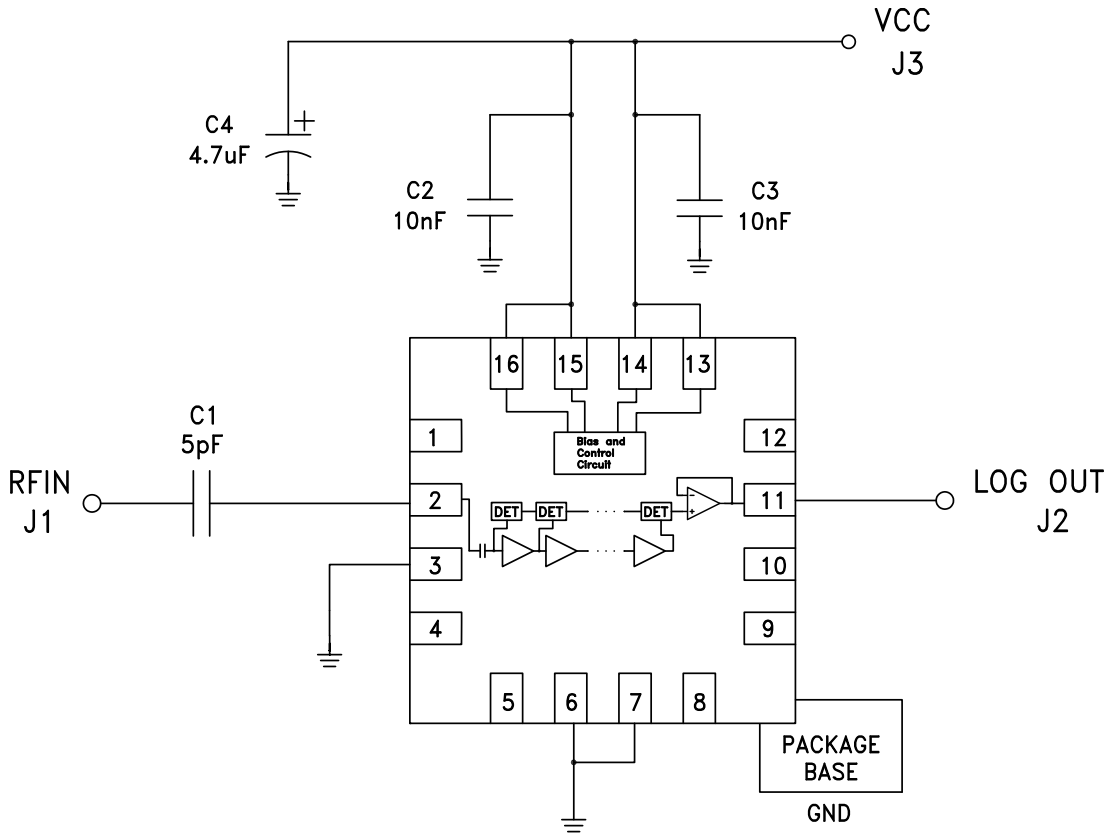 VCC
J3
C4
4.7uF
+
C2
10nF
C3
10nF
16
15
14
13
C1
5pF
1
Bias and
Control
Circuit
12
RFIN
J1
2
DET
DET
. . . .
DET
-
+
11
LOG OUT
J2
3
. . . .
10
4
9
5
6
7
8
PACKAGE
BASE
GND